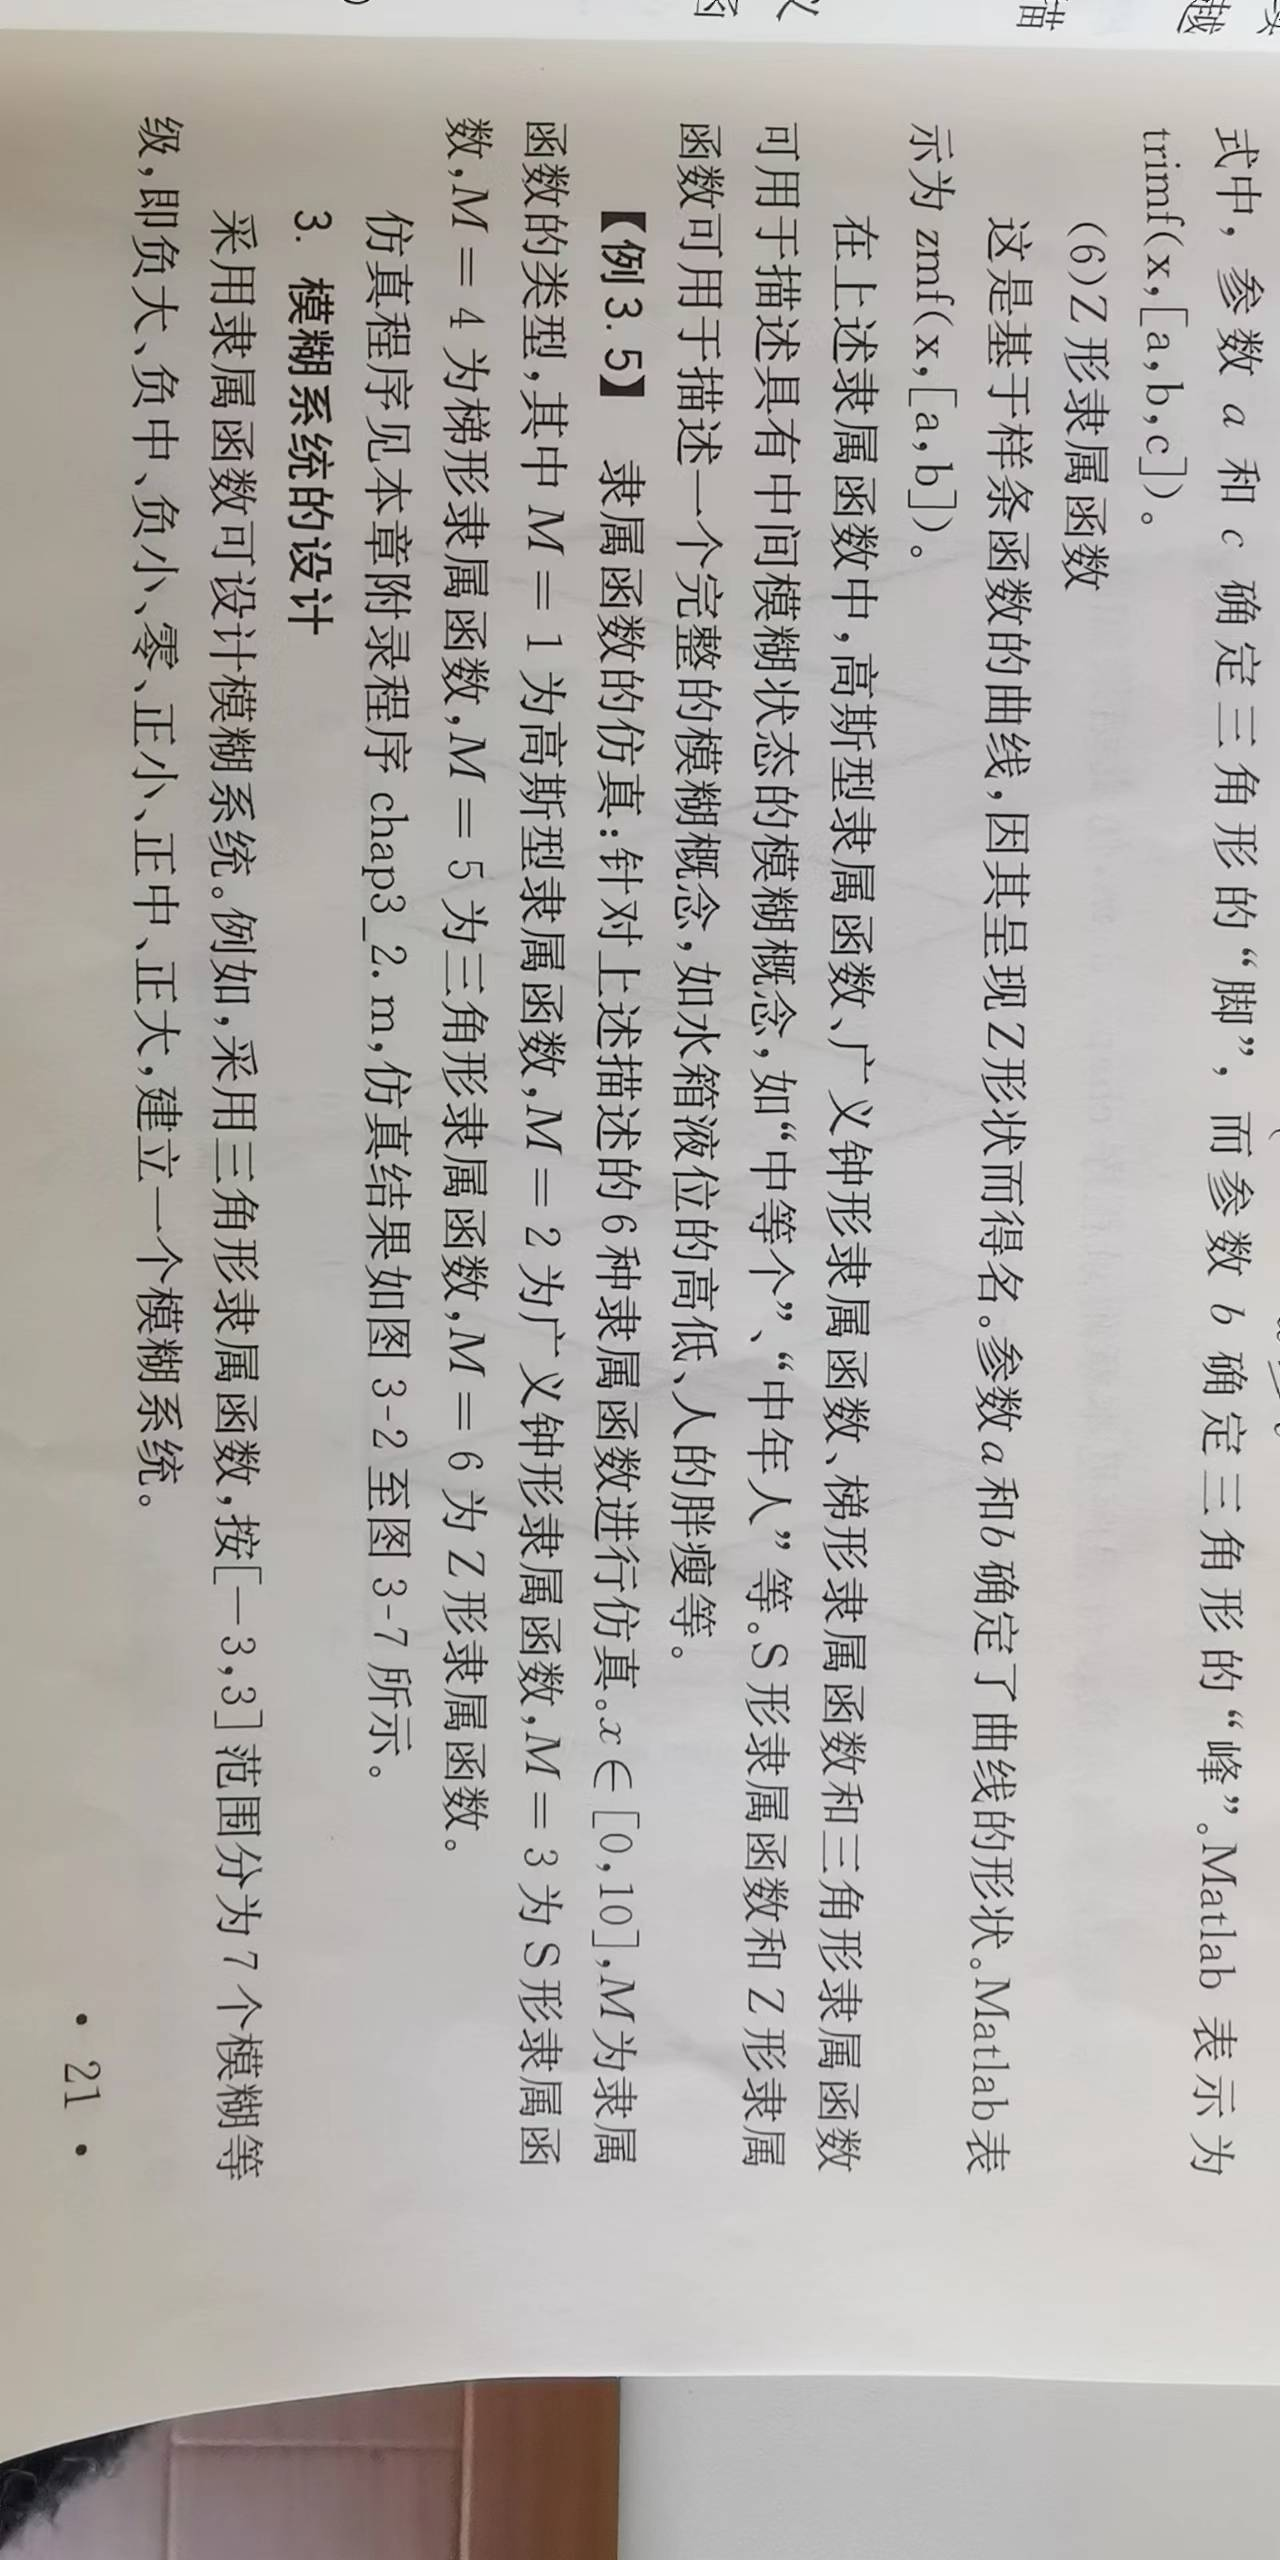 式中，参数 a 和 c 确定三角形的“脚”，而参数 b 确定三角形的“峰”。Matlab 表示为
trimf(x,[a,b,c])。
(6)Z 形隶属函数
这是基于样条函数的曲线，因其呈现Z形状而得名。参数a和b确定了曲线的形状。Matlab表
示为 zmf(x,[a,b])。
在上述隶属函数中，高斯型隶属函数、广义钟形隶属函数、梯形隶属函数和三角形隶属函数
可用于描述具有中间模糊状态的模糊概念，如“中等个”、“中年人”等。S形隶属函数和Z形隶属
函数可用于描述一个完整的模糊概念，如水箱液位的高低、人的胖瘦等。
【例3.5】 隶属函数的仿真：针对上述描述的6种隶属函数进行仿真。x∈[0,10]，M为隶属
函数的类型，其中 M=1 为高斯型隶属函数，M=2 为广义钟形隶属函数，M=3 为 S形隶属函
数，M=4 为梯形隶属函数，M=5 为三角形隶属函数，M=6 为 Z 形隶属函数。
仿真程序见本章附录程序 chap3_2.m，仿真结果如图 3-2 至图 3-7 所示。
3. 模糊系统的设计
采用隶属函数可设计模糊系统。例如，采用三角形隶属函数，按[−3,3]范围分为7个模糊等
级，即负大、负中、负小、零、正小、正中、正大，建立一个模糊系统。
• 21 •